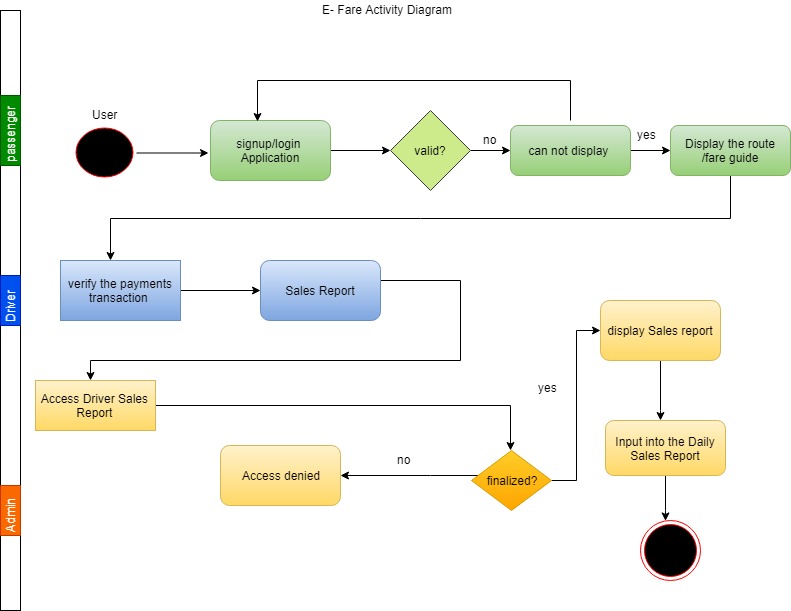 E- Fare Activity Diagram
passenger
User
signup/login
Application
valid?
no
can not display
yes
Display the route
/fare guide
Driver
verify the payments
transaction
Sales Report
display Sales report
yes
Access Driver Sales
Report
Input into the Daily
Sales Report
no
Access denied
finalized?
Admin